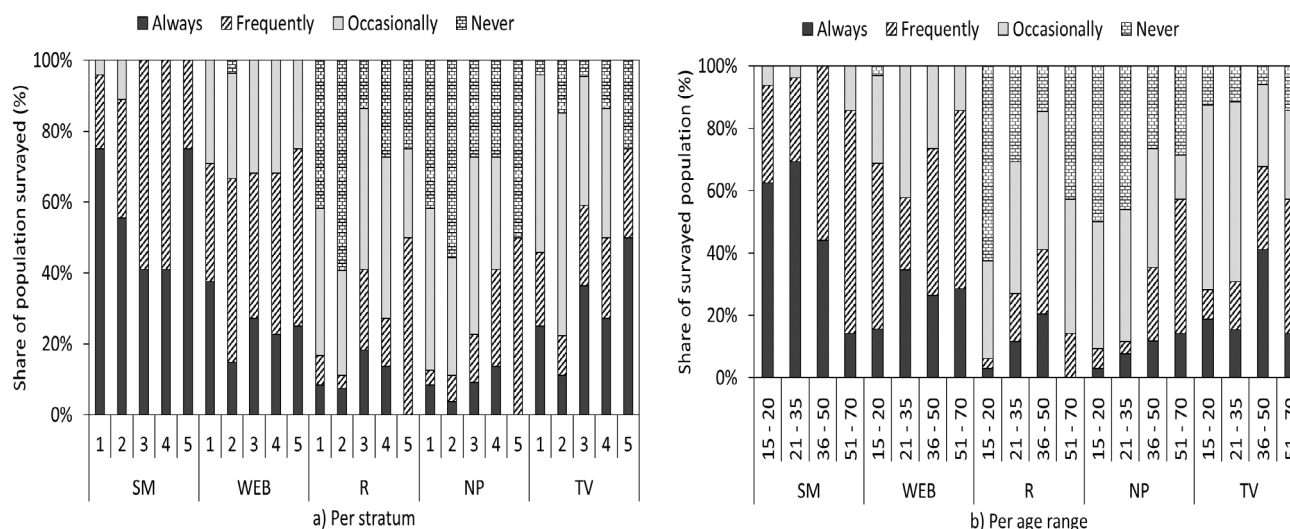 Always Frequently Occasionally Never
Share of population survayed (%)
100%
80%
60%
40%
20%
0%
1 2 3 4 5 1 2 3 4 5 1 2 3 4 5 1 2 3 4 5 1 2 3 4 5
SM WEB R NP TV
a) Per stratum
Always Frequently Occasionally Never
Share of survayed population (%)
100%
80%
60%
40%
20%
0%
15 - 20 21 - 35 36 - 50 51 - 70 15 - 20 21 - 35 36 - 50 51 - 70 15 - 20 21 - 35 36 - 50 51 - 70 15 - 20 21 - 35 36 - 50 51 - 70 15 - 20 21 - 35 36 - 50
SM WEB R NP TV
b) Per age range